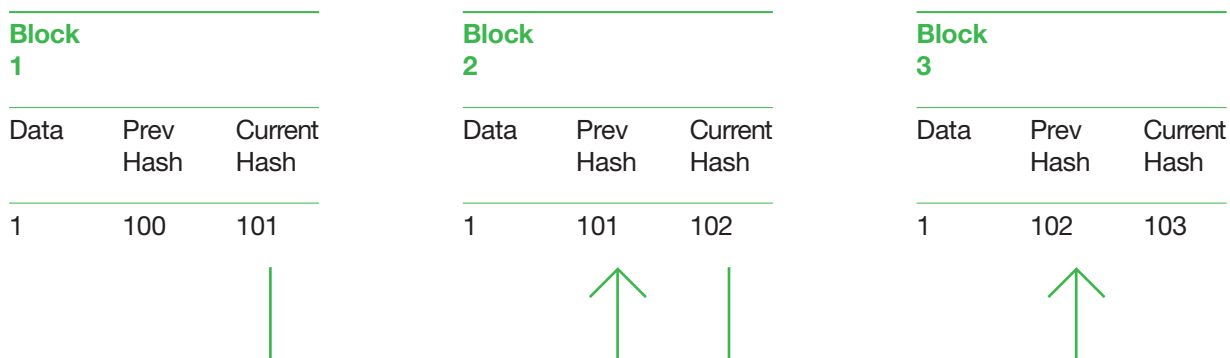 Block
1
Data Prev Hash Current Hash
1 100 101
Block
2
Data Prev Hash Current Hash
1 101 102
Block
3
Data Prev Hash Current Hash
1 102 103